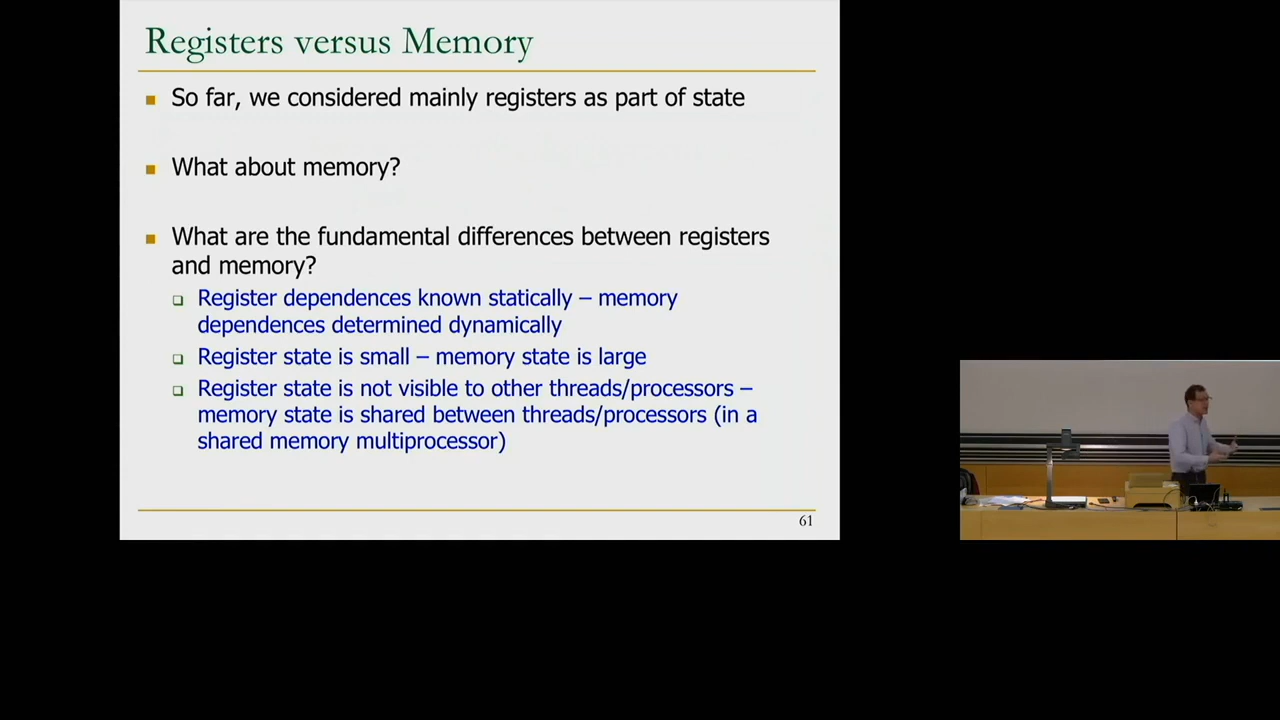 Registers versus Memory
So far, we considered mainly registers as part of state
What about memory?
What are the fundamental differences between registers
and memory?
Register dependences known statically – memory
dependences determined dynamically
Register state is small – memory state is large
Register state is not visible to other threads/processors –
memory state is shared between threads/processors (in a
shared memory multiprocessor)
61